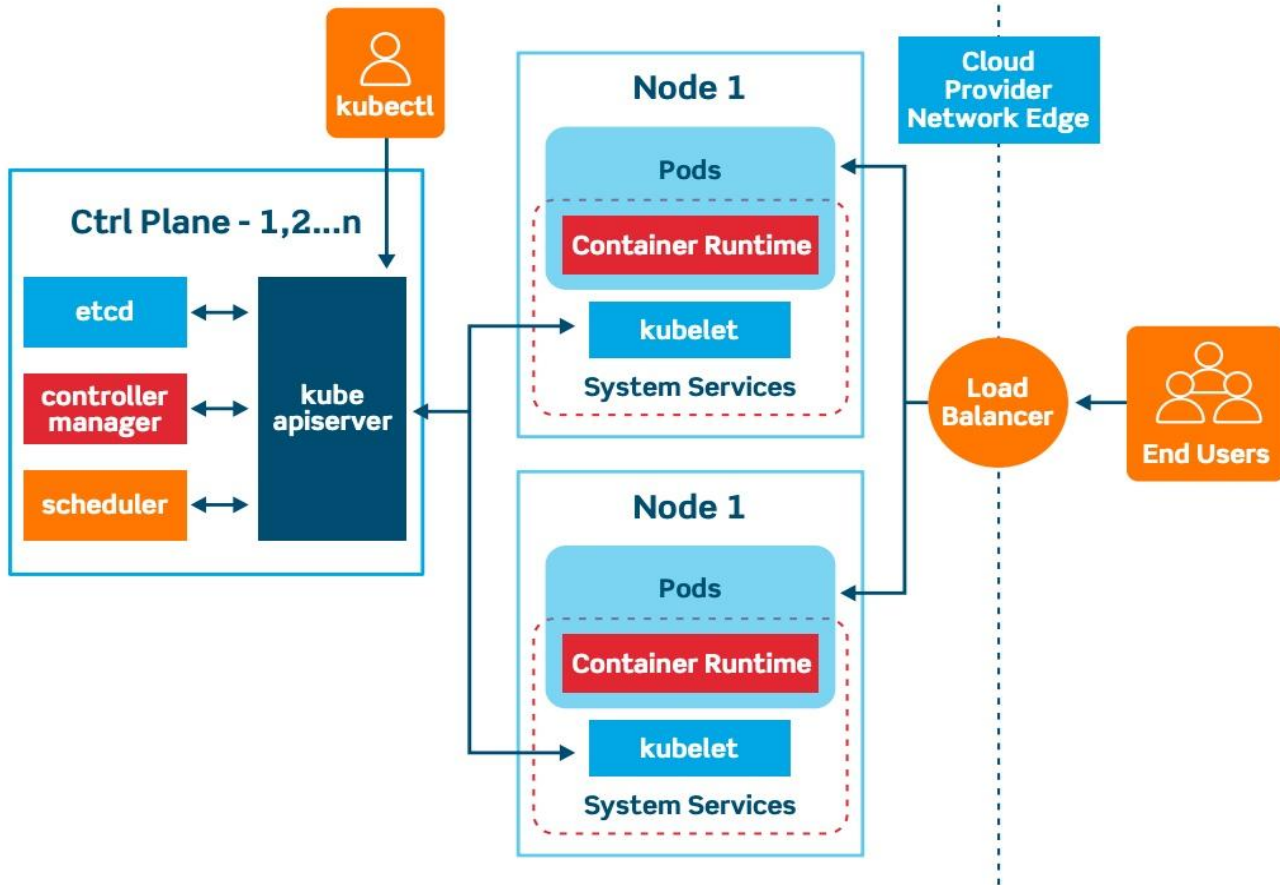 kubectl
Ctrl Plane - 1,2...n
etcd
controller
manager
scheduler
kube
apiserver
Node 1
Pods
Container Runtime
kubelet
System Services
Node 1
Pods
Container Runtime
kubelet
System Services
Cloud
Provider
Network Edge
Load
Balancer
End Users